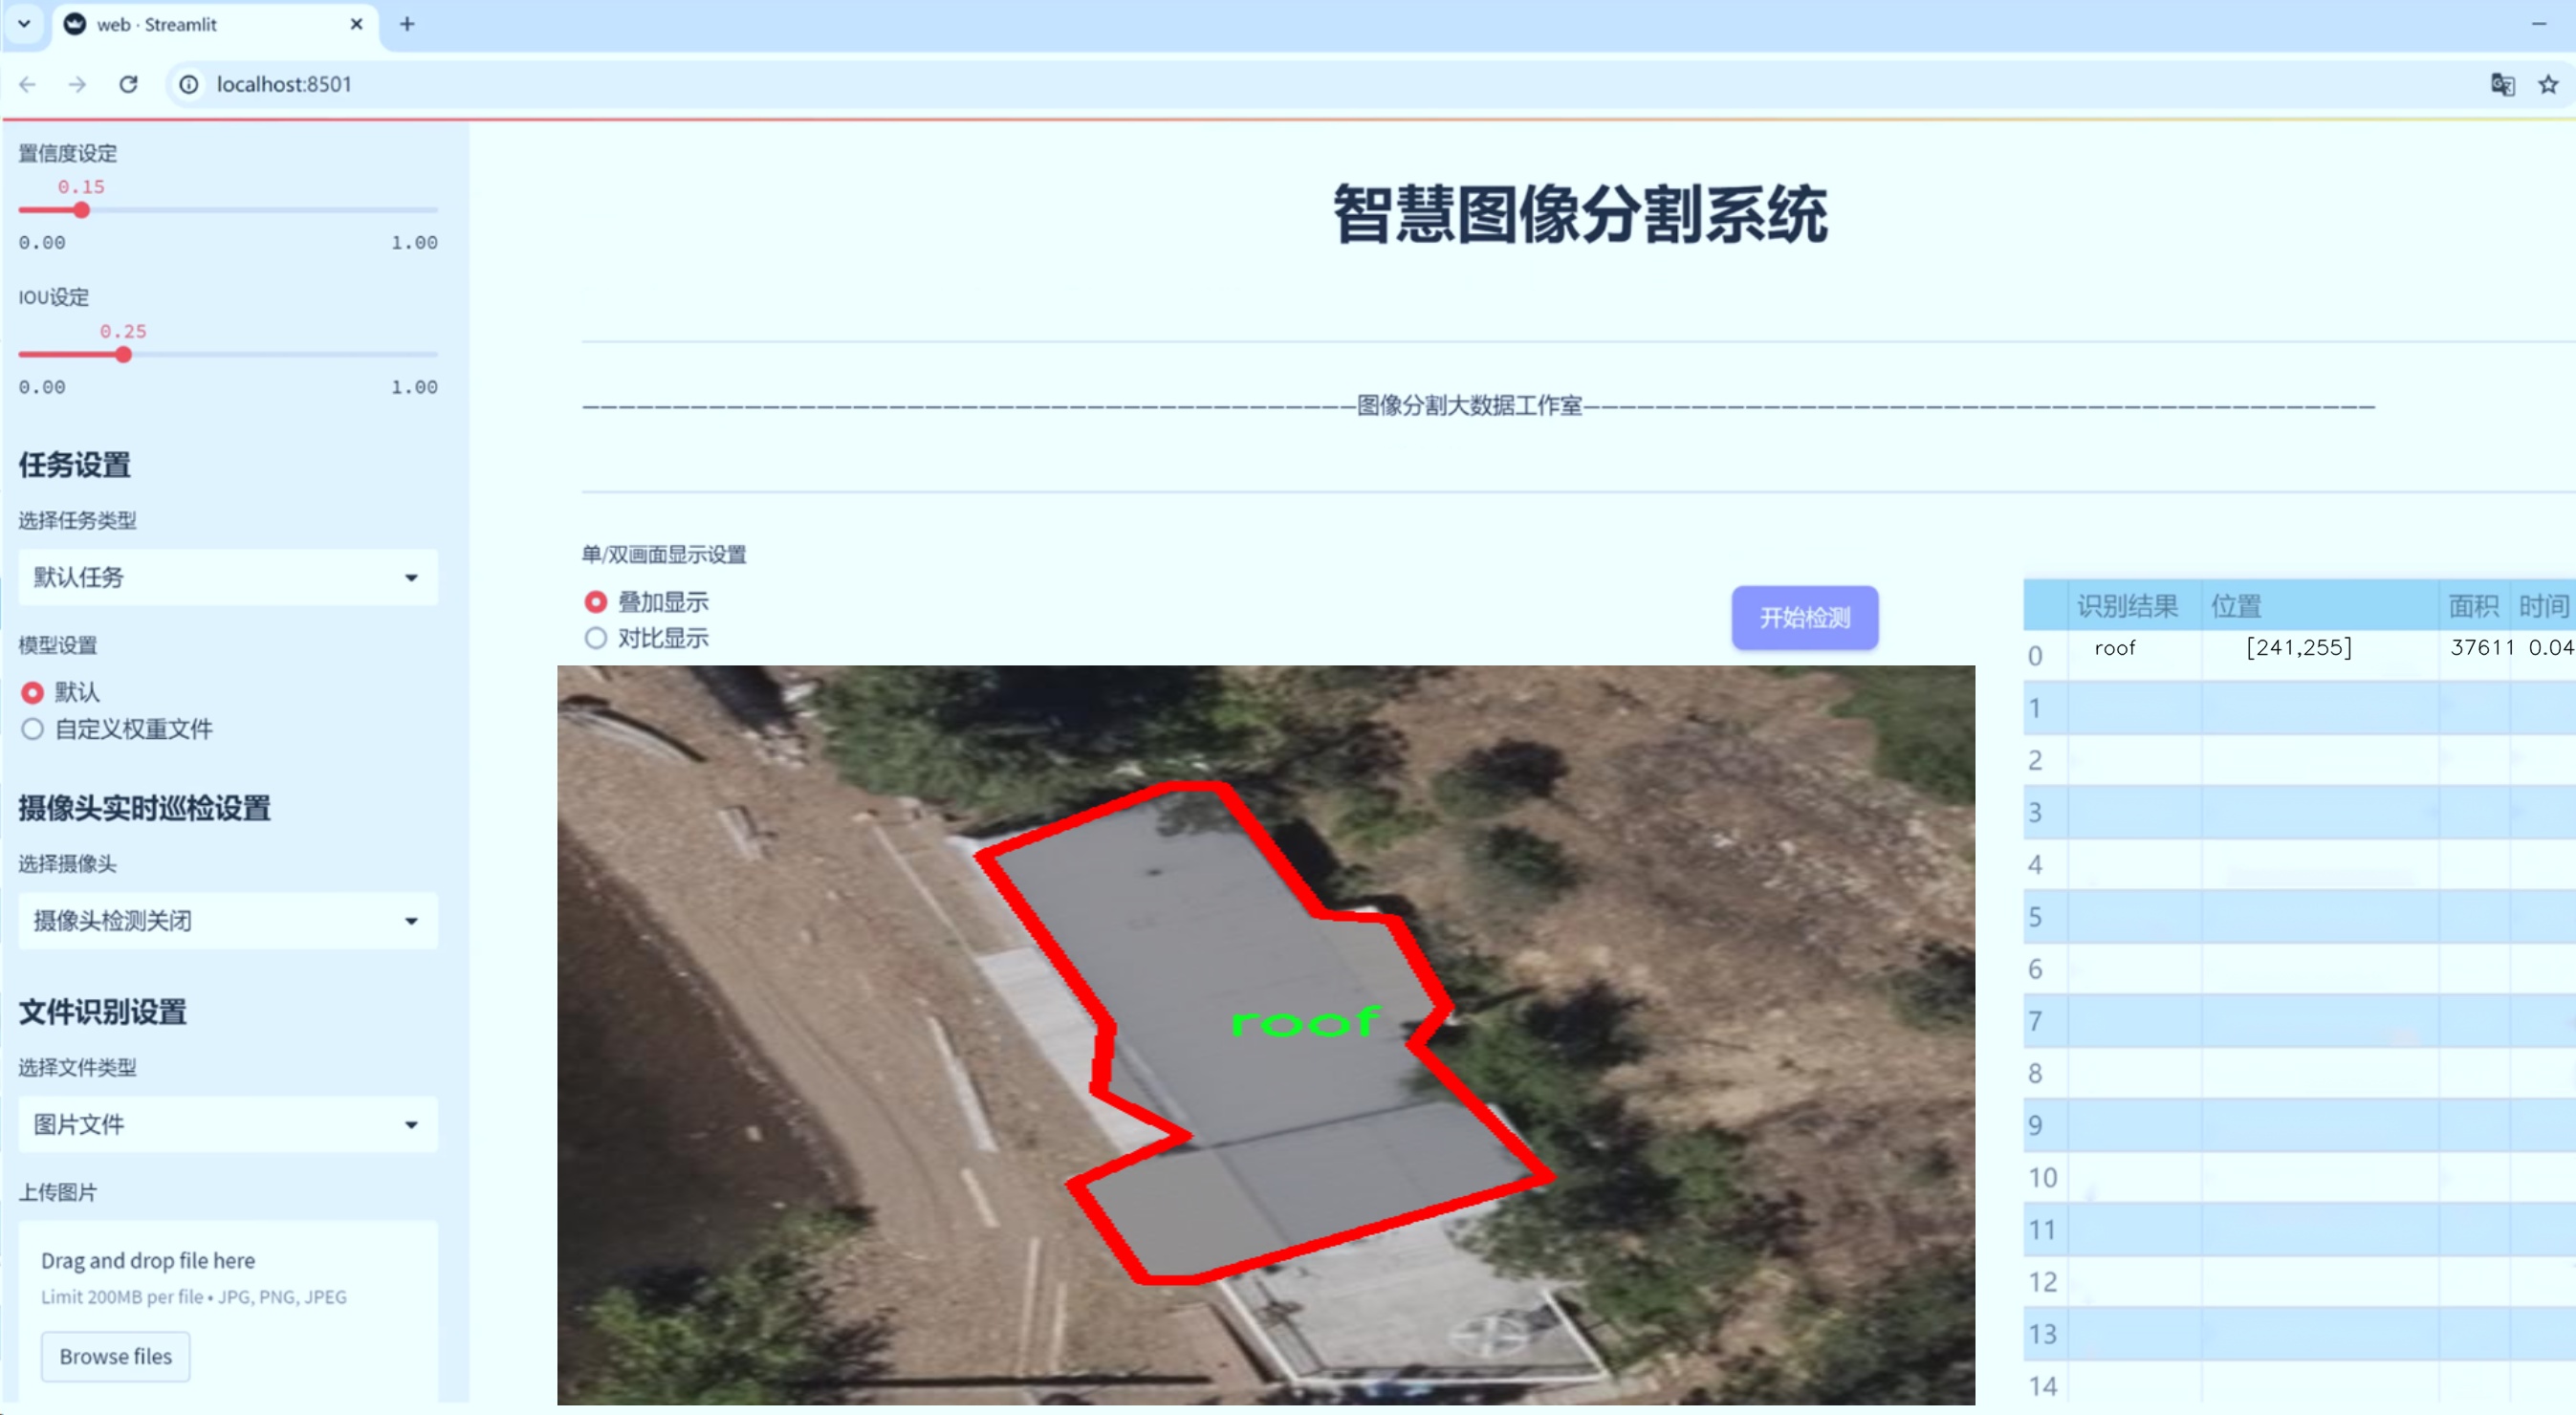 web · Streamlit
localhost:8501
置信度设定
0.15
0.00 1.00
IOU设定
0.25
0.00 1.00
任务设置
选择任务类型
默认任务
模型设置
默认
自定义权重文件
摄像头实时巡检设置
选择摄像头
摄像头检测关闭
文件识别设置
选择文件类型
图片文件
上传图片
Drag and drop file here
Limit 200MB per file • JPG, PNG, JPEG
Browse files
智慧图像分割系统
图像分割大数据工作室
单/双画面显示设置
叠加显示
对比显示
开始检测
roof
识别结果 位置 面积 时间
0 roof [241,255] 37611 0.04
1
2
3
4
5
6
7
8
9
10
11
12
13
14